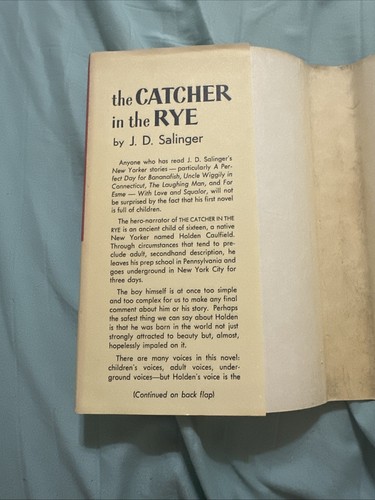 the CATCHER
in the RYE
by J. D. Salinger
Anyone who has read J. D. Salinger's
New Yorker stories — particularly A Per-
fect Day for Bananafish, Uncle Wiggily in
Connecticut, The Laughing Man, and For
Esme — With Love and Squalor, will not
be surprised by the fact that his first novel
is full of children.
The hero-narrator of THE CATCHER IN THE
RYE is an ancient child of sixteen, a native
New Yorker named Holden Caulfield.
Through circumstances that tend to pre-
clude adult, secondhand description, he
leaves his prep school in Pennsylvania and
goes underground in New York City for
three days.
The boy himself is at once too simple
and too complex for us to make any final
comment about him or his story. Perhaps
the safest thing we can say about Holden
is that he was born in the world not just
strongly attracted to beauty but, almost,
hopelessly impaled on it.
There are many voices in this novel:
children's voices, adult voices, under-
ground voices—but Holden's voice is the
(Continued on back flap)